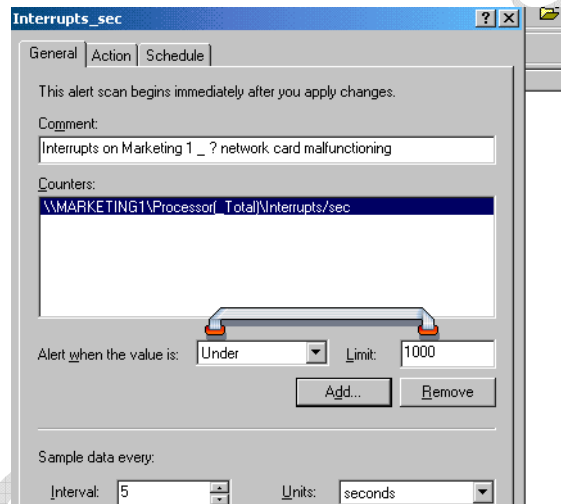 Interrupts_sec
General Action Schedule
This alert scan begins immediately after you apply changes.
Comment:
Interrupts on Marketing 1 _ ? network card malfunctioning
Counters:
\\MARKETING1\Processor(_Total)\Interrupts/sec
Alert when the value is: Under Limit: 1000
Add... Remove
Sample data every:
Interval: 5 Units: seconds